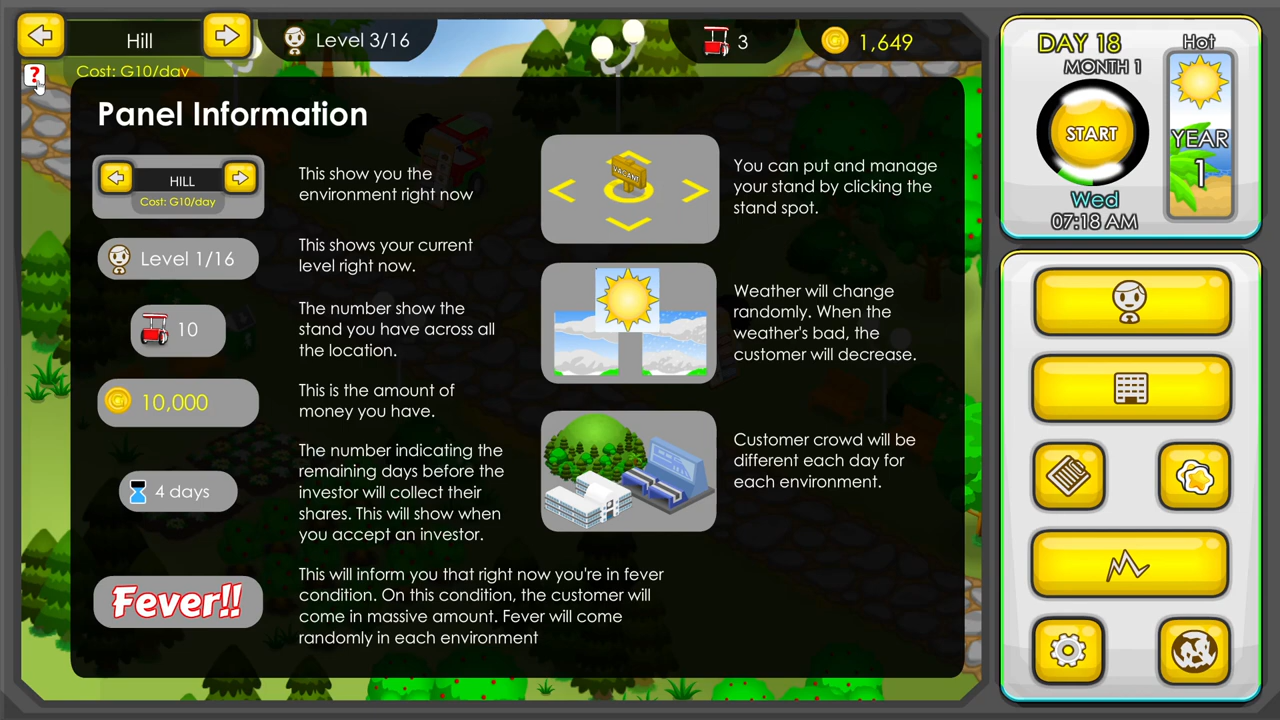 Hill
Cost: G10/day
Level 3/16
3
1,649
?
Panel Information
HILL
Cost: G10/day
This show you the
environment right now
Level 1/16
This shows your current
level right now.
10
The number show the
stand you have across all
the location.
10,000
This is the amount of
money you have.
4 days
The number indicating the
remaining days before the
investor will collect their
shares. This will show when
you accept an investor.
Fever!!
This will inform you that right now you're in fever
condition. On this condition, the customer will
come in massive amount. Fever will come
randomly in each environment
VACANT
You can put and manage
your stand by clicking the
stand spot.
Weather will change
randomly. When the
weather's bad, the
customer will decrease.
Customer crowd will be
different each day for
each environment.
DAY 18
MONTH 1
START
Wed
07:18 AM
Hot
YEAR
1